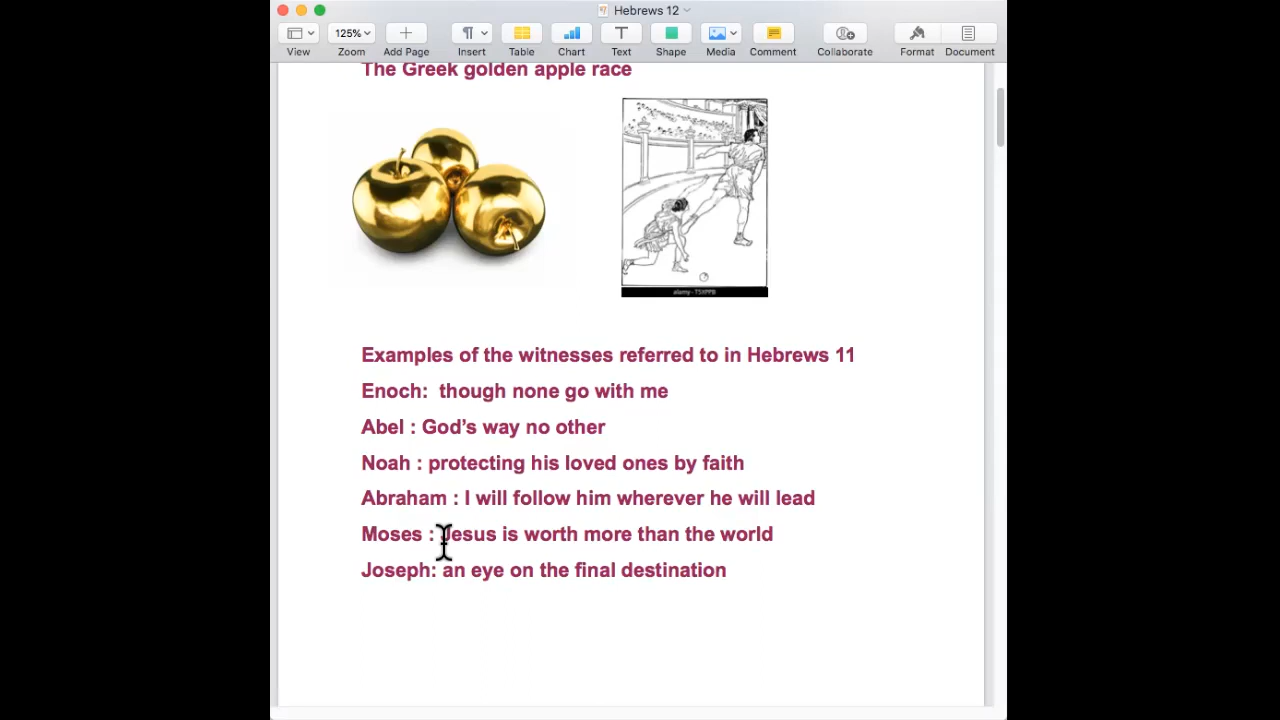 Hebrews 12
125%
View Zoom Add Page Insert Table Chart Text Shape Media Comment Collaborate Format Document
The Greek golden apple race
alamy - TSXPPB
Examples of the witnesses referred to in Hebrews 11
Enoch:  though none go with me
Abel : God’s way no other
Noah : protecting his loved ones by faith
Abraham : I will follow him wherever he will lead
Moses : Jesus is worth more than the world
Joseph: an eye on the final destination